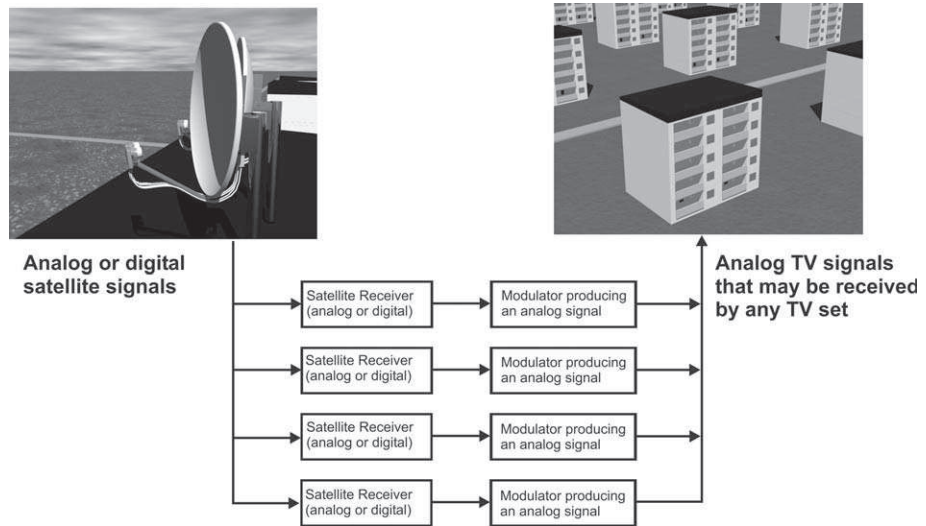 Analog or digital
satellite signals
Analog TV signals
that may be received
by any TV set
Satellite Receiver
(analog or digital)
Modulator producing
an analog signal
Satellite Receiver
(analog or digital)
Modulator producing
an analog signal
Satellite Receiver
(analog or digital)
Modulator producing
an analog signal
Satellite Receiver
(analog or digital)
Modulator producing
an analog signal